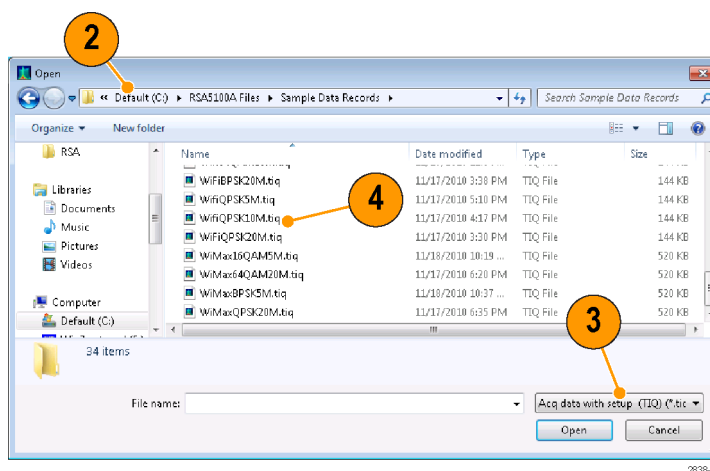 2
Open
« Default (C:) ▸ RSA5100A Files ▸ Sample Data Records ▸
Search Sample Data Records
Organize ▾ New folder
RSA
Libraries
Documents
Music
Pictures
Videos
Computer
Default (C:)
Name Date modified Type Size
WiFiBPSK20M.tiq 11/17/2010 3:38 PM TIQ File 144 KB
WifiQPSK5M.tiq 11/17/2010 5:10 PM TIQ File 144 KB
WifiQPSK10M.tiq 4 11/17/2010 4:17 PM TIQ File 144 KB
WiFiQPSK20M.tiq 11/17/2010 3:30 PM TIQ File 144 KB
WiMax16QAM5M.tiq 11/18/2010 10:19 ... TIQ File 520 KB
WiMax64QAM20M.tiq 11/17/2010 6:20 PM TIQ File 520 KB
WiMaxBPSK5M.tiq 11/18/2010 10:37 ... TIQ File 520 KB
WiMaxQPSK20M.tiq 11/17/2010 6:35 PM TIQ File 520 KB
3
34 items
File name:
Acq data with setup (TIQ) (*.tic
Open Cancel